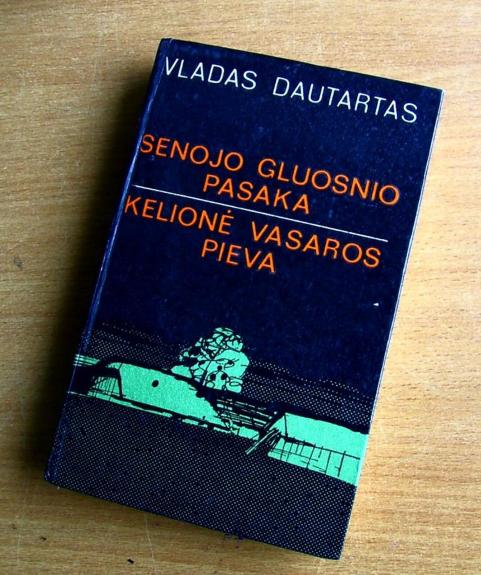 VLADAS DAUTARTAS
SENOJO GLUOSNIO
PASAKA
KELIONĖ VASAROS
PIEVA